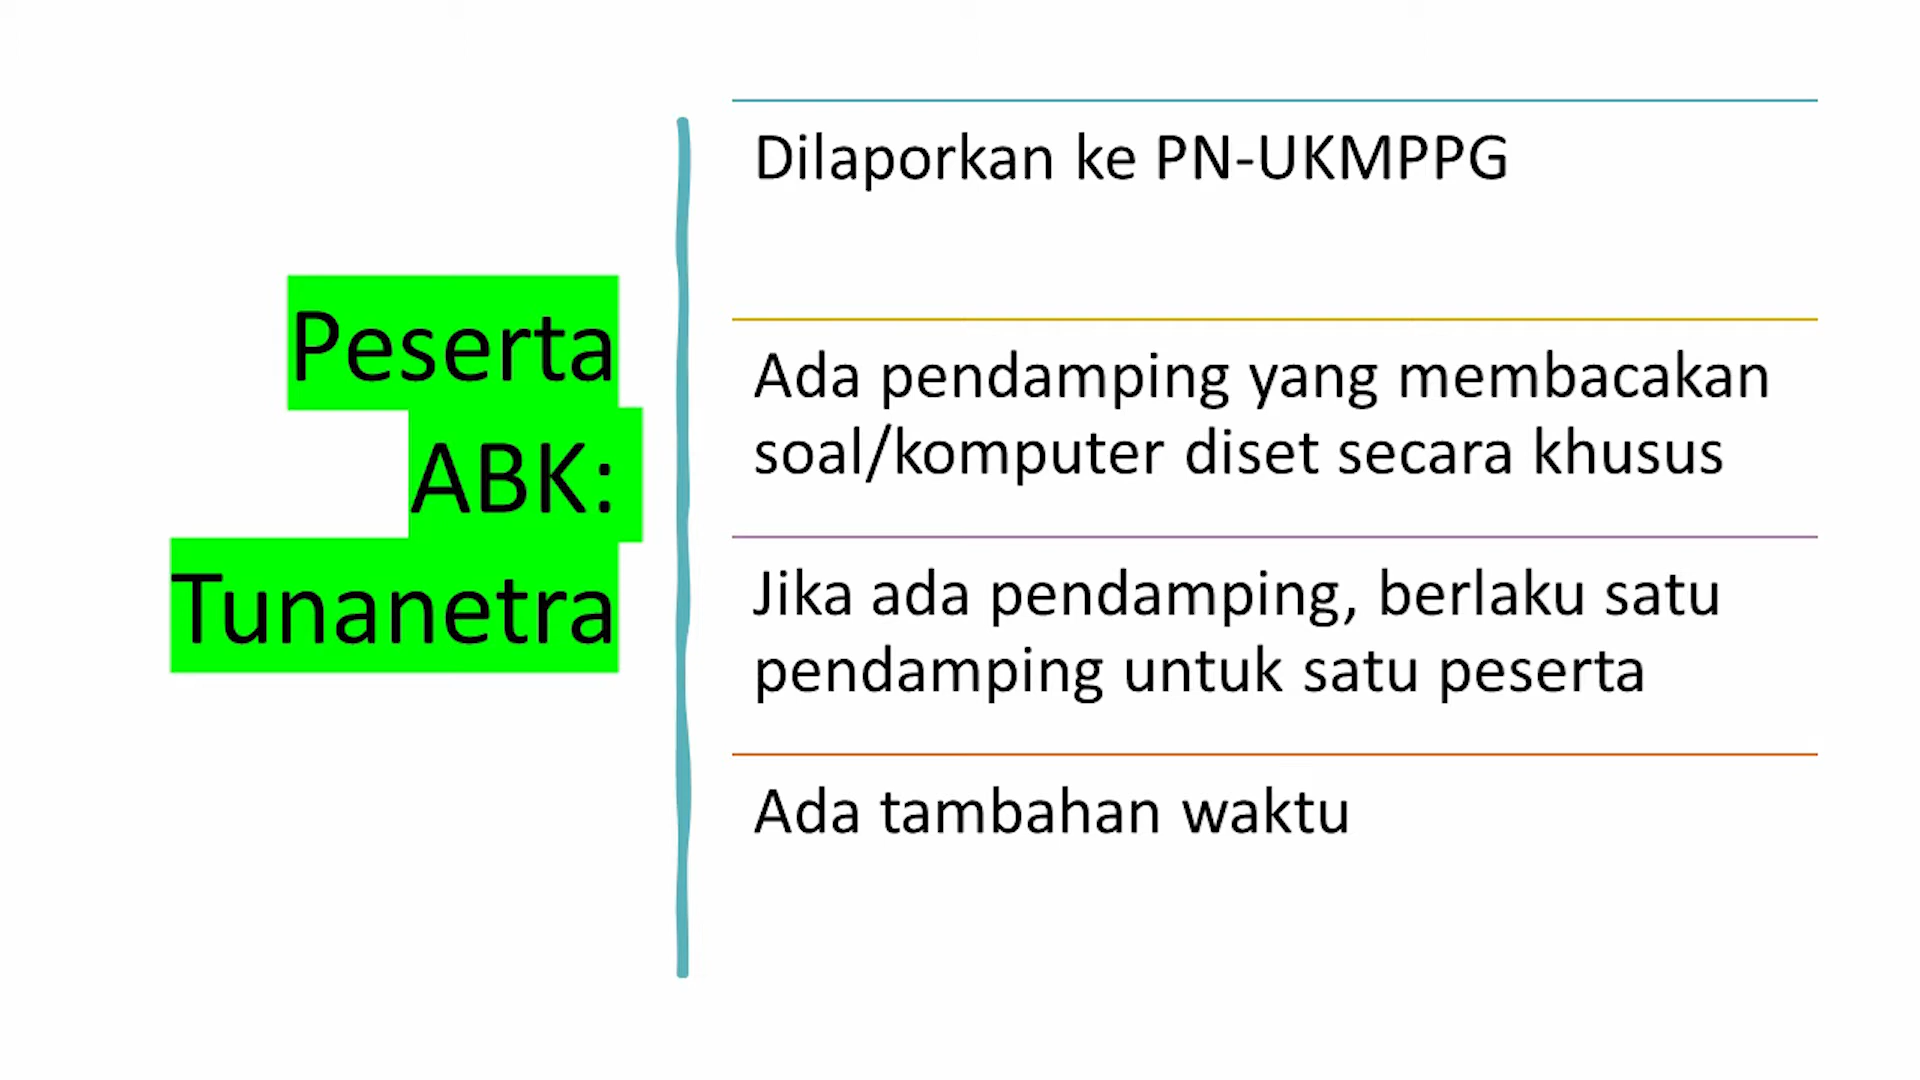 Peserta
ABK:
Tunanetra
Dilaporkan ke PN-UKMPPG
Ada pendamping yang membacakan
soal/komputer diset secara khusus
Jika ada pendamping, berlaku satu
pendamping untuk satu peserta
Ada tambahan waktu